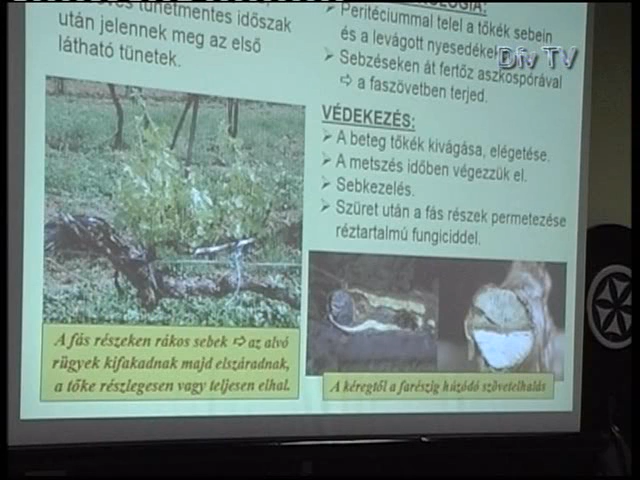 tünetmentes időszak
után jelennek meg az első
látható tünetek.
Peritéciummal telel a tőkék sebein
és a levágott nyesedéke
Sebzéseken át fertőz aszkospórával
⇨ a faszövetben terjed.
VÉDEKEZÉS:
A beteg tőkék kivágása, elégetése.
A metszés időben végezzük el.
Sebkezelés.
Szüret után a fás részek permetezése
réztartalmú fungiciddel.
A fás részeken rákos sebek ⇨ az alvó
rügyek kifakadnak majd elszáradnak,
a tőke részlegesen vagy teljesen elhal.
A kéregtől a farészig húzódó szövetelhalás
Div TV